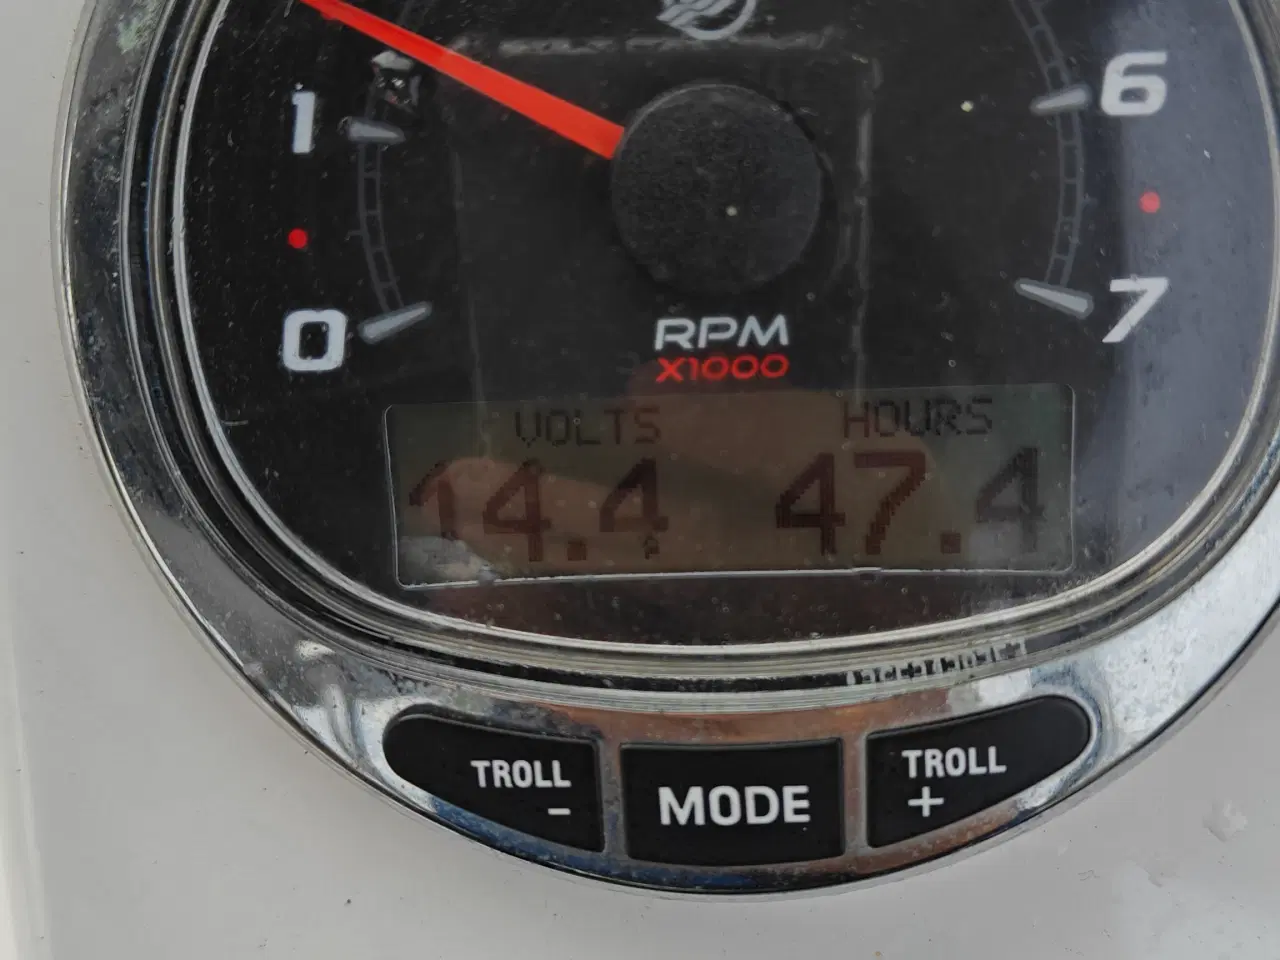 6
1
0
7
RPM
X1000
VOLTS HOURS
14.4 47.4
TROLL
-
MODE
TROLL
+